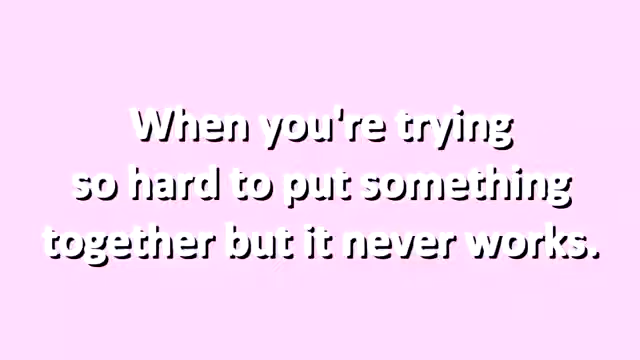 When you're trying
so hard to put something
together but it never works.